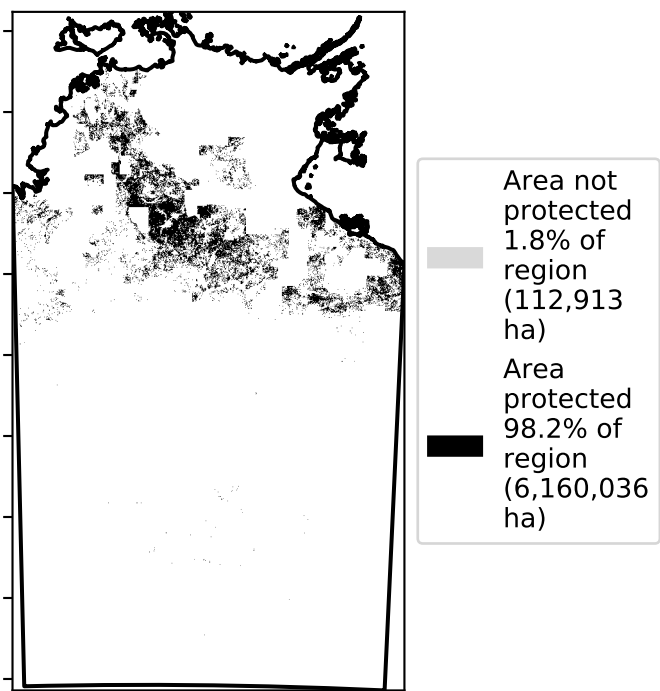 Area not
protected
1.8% of
region
(112,913
ha)
Area
protected
98.2% of
region
(6,160,036
ha)